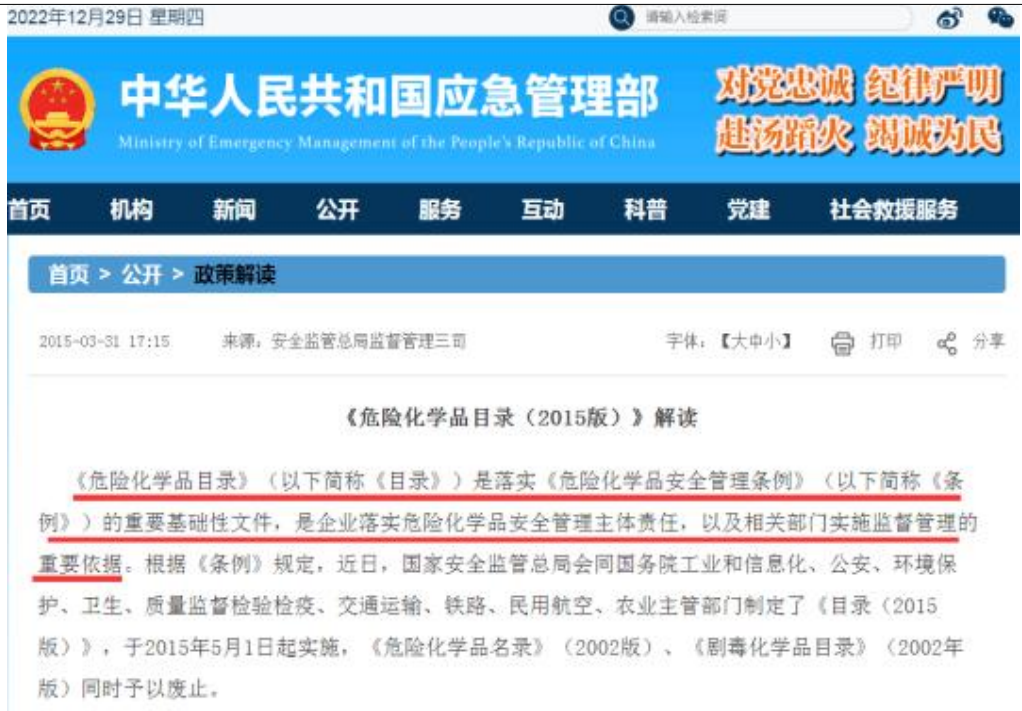 2022年12月29日 星期四 请输入检索词
中华人民共和国应急管理部
Ministry of Emergency Management of the People's Republic of China
对党忠诚 纪律严明
赴汤蹈火 竭诚为民
首页 机构 新闻 公开 服务 互动 科普 党建 社会救援服务
首页 > 公开 > 政策解读
2015-03-31 17:15 来源：安全监管总局监督管理三司 字体：【大中小】 打印 分享
《危险化学品目录（2015版）》解读
《危险化学品目录》（以下简称《目录》）是落实《危险化学品安全管理条例》（以下简称《条
例》）的重要基础性文件，是企业落实危险化学品安全管理主体责任，以及相关部门实施监督管理的
重要依据。根据《条例》规定，近日，国家安全监管总局会同国务院工业和信息化、公安、环境保
护、卫生、质量监督检验检疫、交通运输、铁路、民用航空、农业主管部门制定了《目录（2015
版）》，于2015年5月1日起实施，《危险化学品名录》（2002版）、《剧毒化学品目录》（2002年
版）同时予以废止。